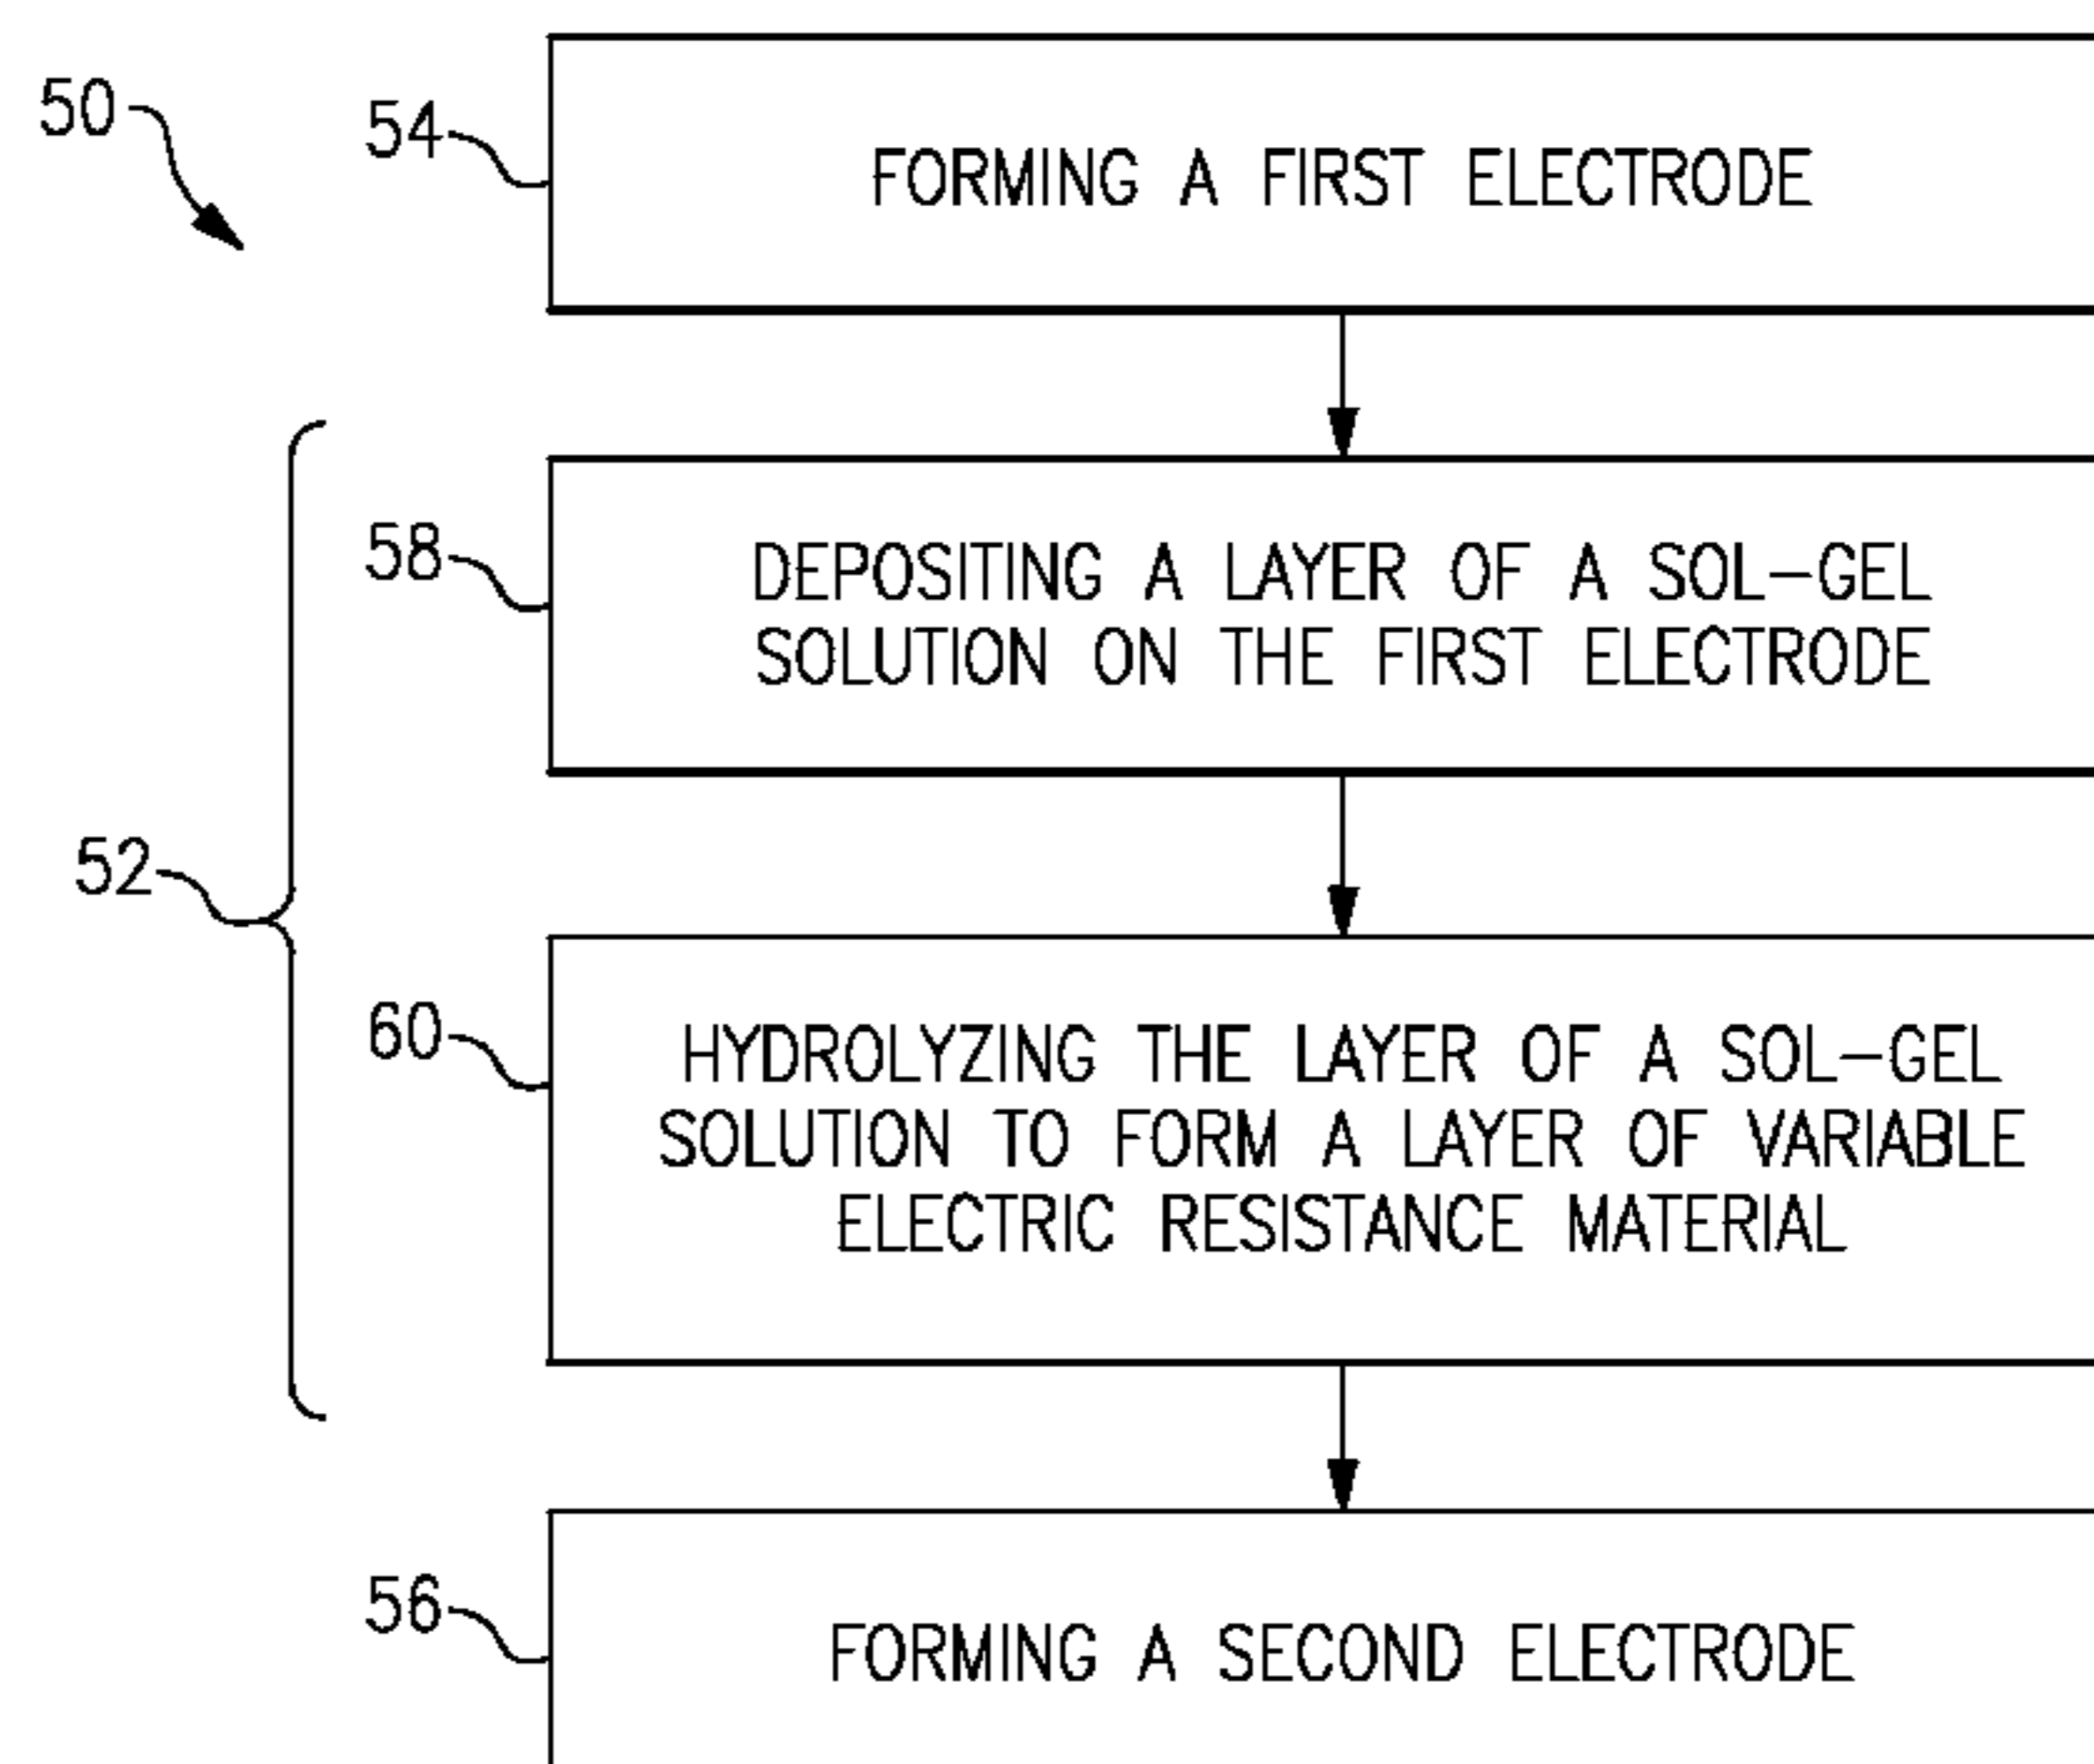 50
54
FORMING A FIRST ELECTRODE
58
DEPOSITING A LAYER OF A SOL-GEL
SOLUTION ON THE FIRST ELECTRODE
52
60
HYDROLYZING THE LAYER OF A SOL-GEL
SOLUTION TO FORM A LAYER OF VARIABLE
ELECTRIC RESISTANCE MATERIAL
56
FORMING A SECOND ELECTRODE